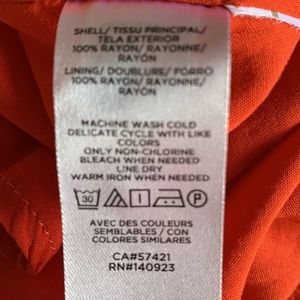 SHELL/ TISSU PRINCIPAL/
TELA EXTERIOR
100% RAYON/ RAYONNE/
RAYÓN
LINING/ DOUBLURE/ FORRO
100% RAYON/ RAYONNE/
RAYÓN
MACHINE WASH COLD
DELICATE CYCLE WITH LIKE
COLORS
ONLY NON-CHLORINE
BLEACH WHEN NEEDED
LINE DRY
WARM IRON WHEN NEEDED
30 P
AVEC DES COULEURS
SEMBLABLES / CON
COLORES SIMILARES
CA#57421
RN#140923